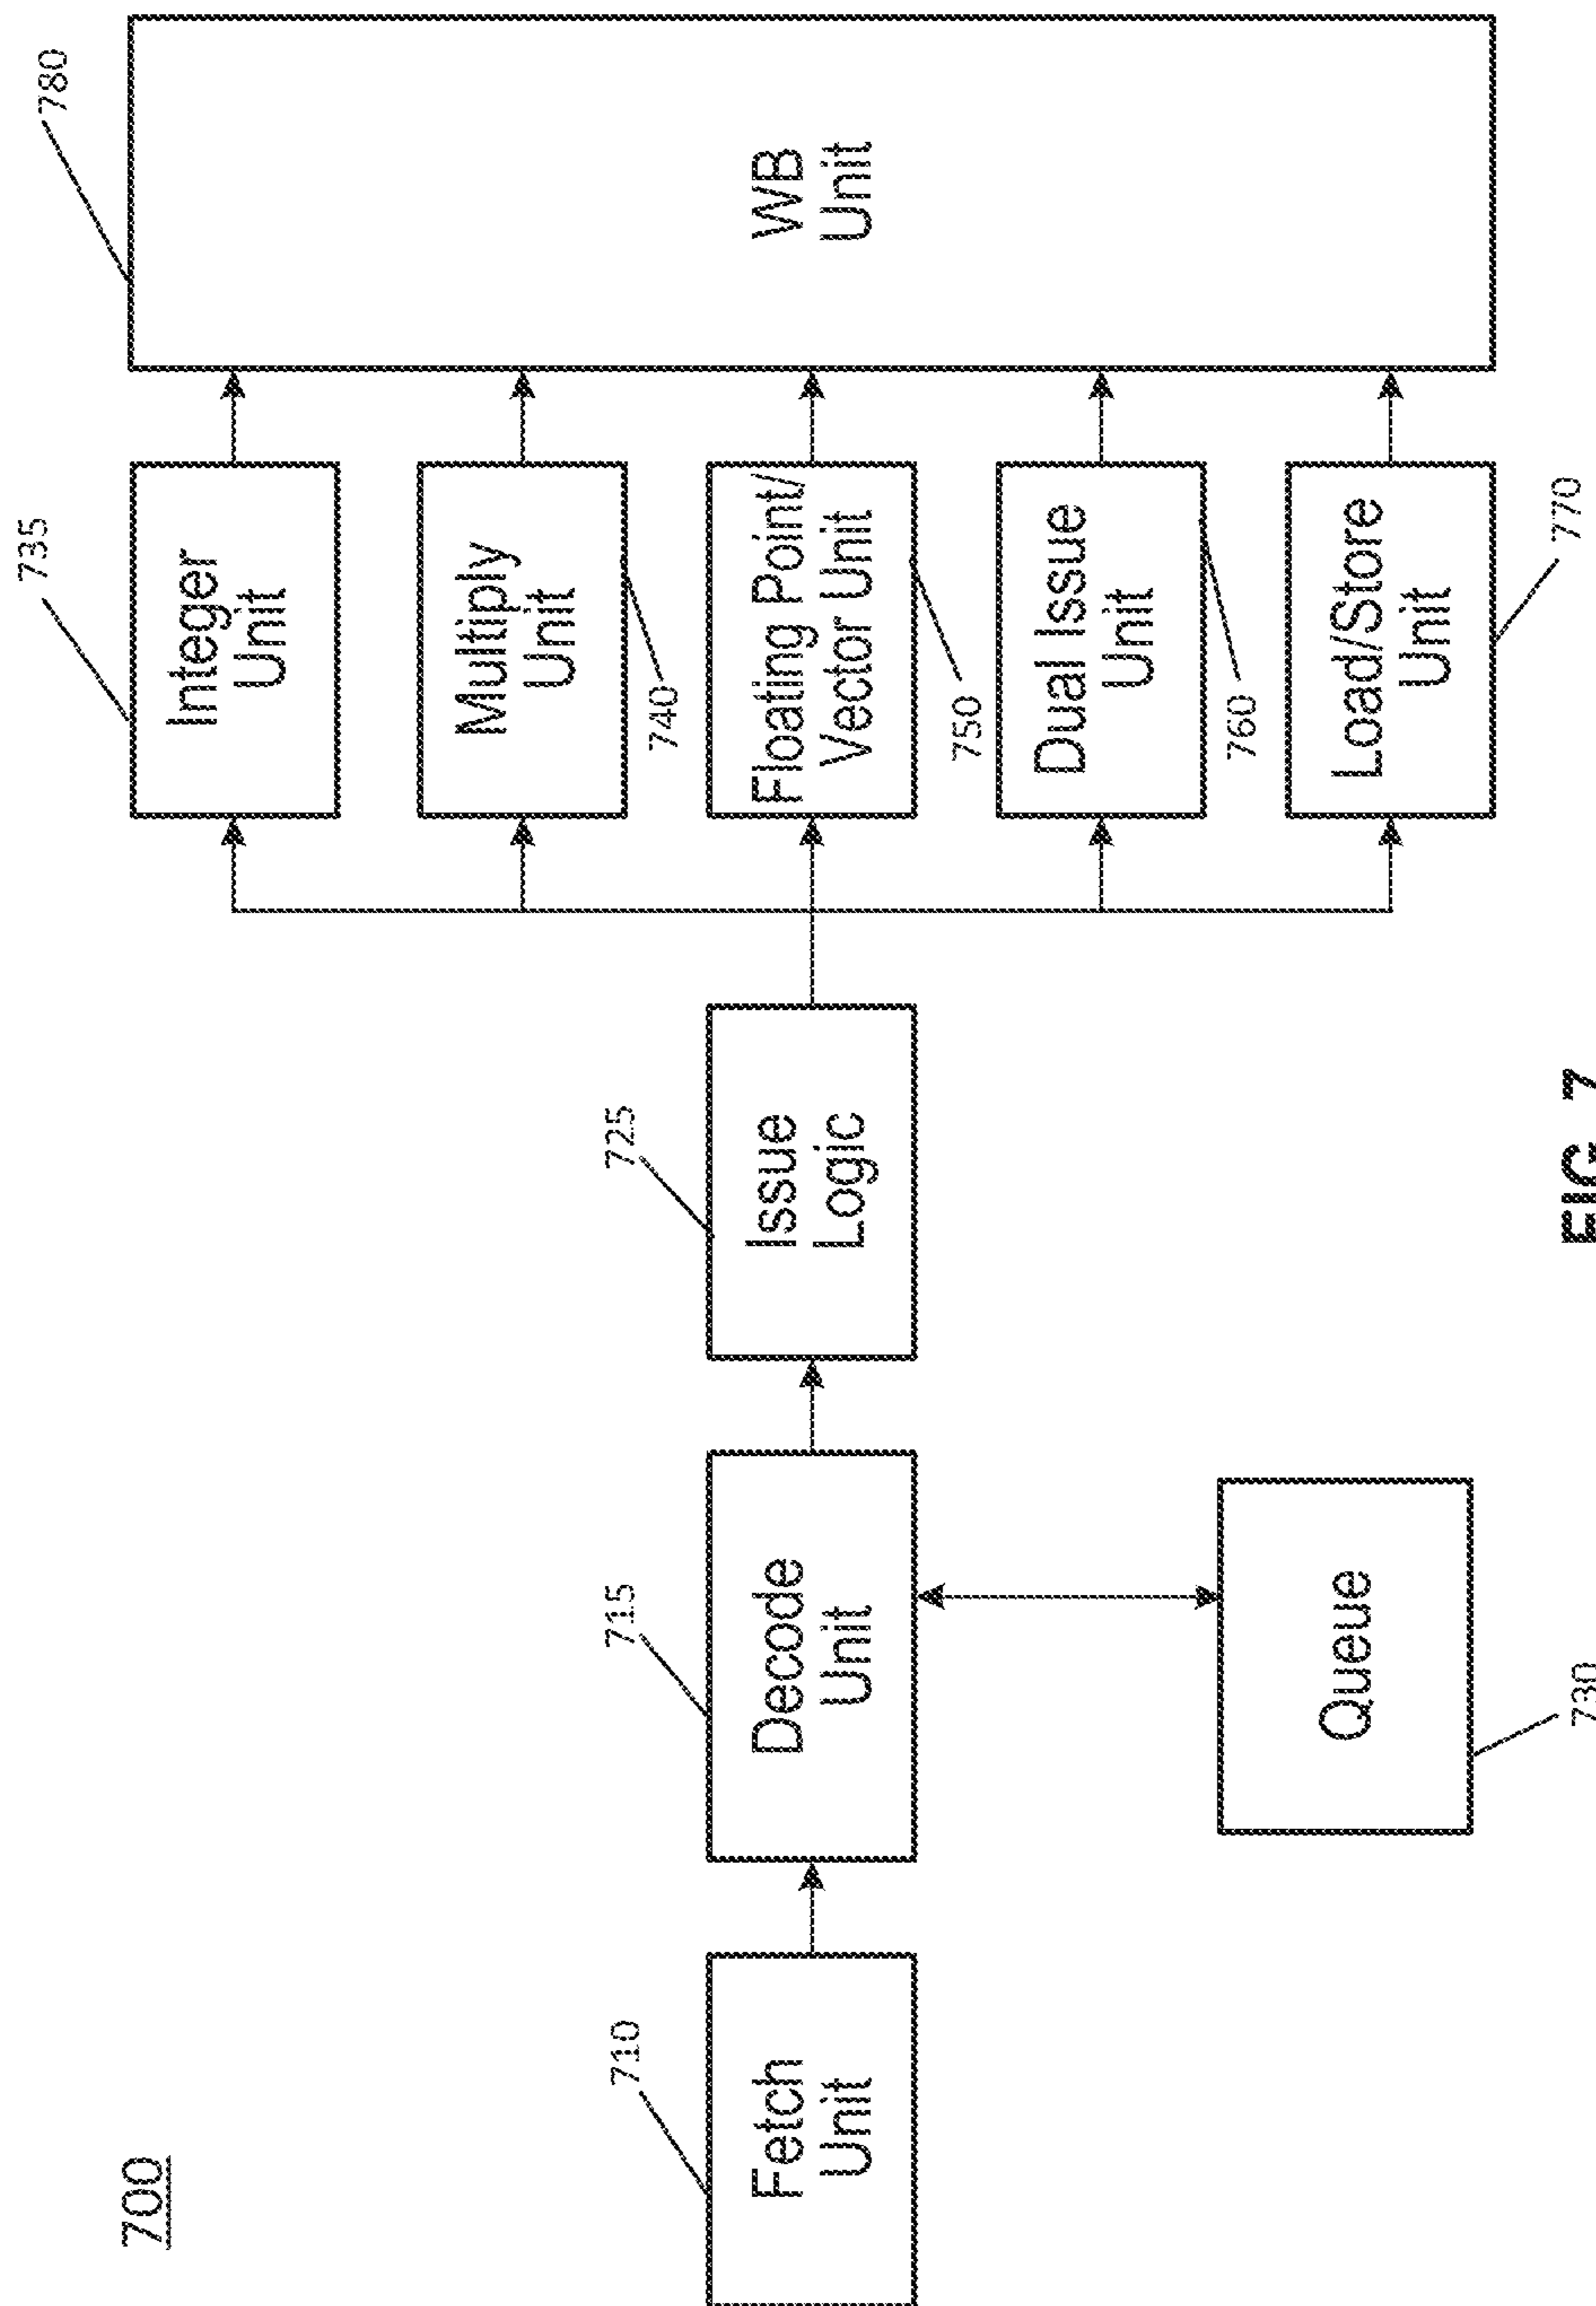 700
710
Fetch
Unit
715
Decode
Unit
Queue
730
725
Issue
Logic
735
Integer
Unit
Multiply
Unit
740
Floating Point/
Vector Unit
750
Dual Issue
Unit
760
Load/Store
Unit
770
780
WB
Unit
FIG. 7